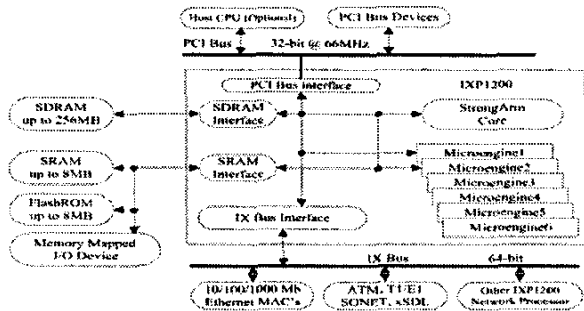 Host CPU (Optional)
PCI Bus Devices
PCI Bus
32-bit @ 66MHz
PCI Bus Interface
IXP1200
SDRAM
up to 256MB
SDRAM
Interface
StrongArm
Core
SRAM
up to 8MB
SRAM
Interface
Microengine1
Microengine2
Microengine3
Microengine4
Microengine5
Microengine6
FlashROM
up to 8MB
IX Bus Interface
Memory Mapped
I/O Device
IX Bus
64-bit
10/100/1000 Mb
Ethernet MAC's
ATM, T1/E1
SONET, xSDL
Other IXP1200
Network Processor